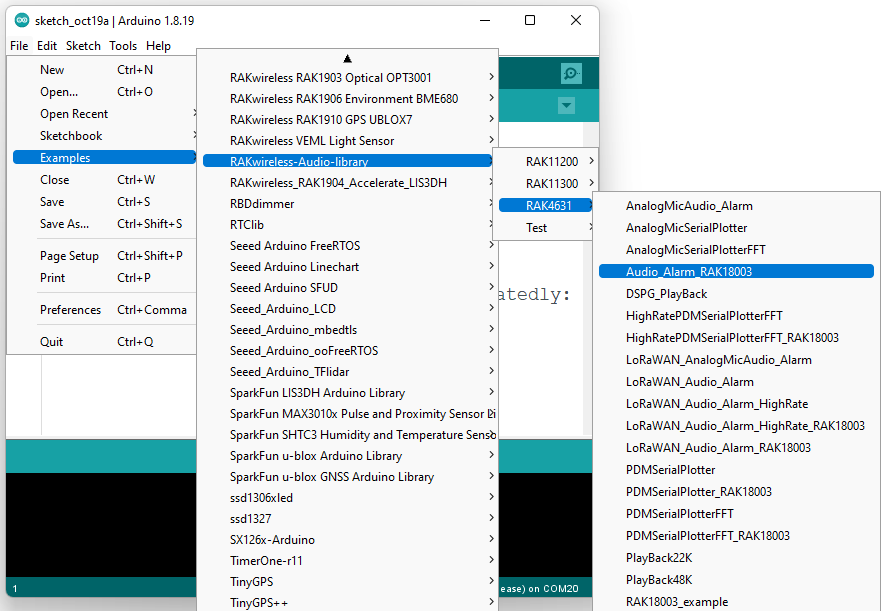 sketch_oct19a | Arduino 1.8.19
File Edit Sketch Tools Help
New Ctrl+N
Open... Ctrl+O
Open Recent
Sketchbook
Examples
Close Ctrl+W
Save Ctrl+S
Save As... Ctrl+Shift+S
Page Setup Ctrl+Shift+P
Print Ctrl+P
Preferences Ctrl+Comma
Quit Ctrl+Q
RAKwireless RAK1903 Optical OPT3001
RAKwireless RAK1906 Environment BME680
RAKwireless RAK1910 GPS UBLOX7
RAKwireless VEML Light Sensor
RAKwireless-Audio-library
RAKwireless_RAK1904_Accelerate_LIS3DH
RBDdimmer
RTClib
Seeed Arduino FreeRTOS
Seeed Arduino Linechart
Seeed Arduino SFUD
Seeed_Arduino_LCD
Seeed_Arduino_mbedtls
Seeed_Arduino_ooFreeRTOS
Seeed_Arduino_TFlidar
SparkFun LIS3DH Arduino Library
SparkFun MAX3010x Pulse and Proximity Sensor Li
SparkFun SHTC3 Humidity and Temperature Senso
SparkFun u-blox Arduino Library
SparkFun u-blox GNSS Arduino Library
ssd1306xled
ssd1327
SX126x-Arduino
TimerOne-r11
TinyGPS
TinyGPS++
RAK11200
RAK11300
RAK4631
Test
atedly:
AnalogMicAudio_Alarm
AnalogMicSerialPlotter
AnalogMicSerialPlotterFFT
Audio_Alarm_RAK18003
DSPG_PlayBack
HighRatePDMSerialPlotterFFT
HighRatePDMSerialPlotterFFT_RAK18003
LoRaWAN_AnalogMicAudio_Alarm
LoRaWAN_Audio_Alarm
LoRaWAN_Audio_Alarm_HighRate
LoRaWAN_Audio_Alarm_HighRate_RAK18003
LoRaWAN_Audio_Alarm_RAK18003
PDMSerialPlotter
PDMSerialPlotter_RAK18003
PDMSerialPlotterFFT
PDMSerialPlotterFFT_RAK18003
PlayBack22K
PlayBack48K
RAK18003_example
1
ease) on COM20